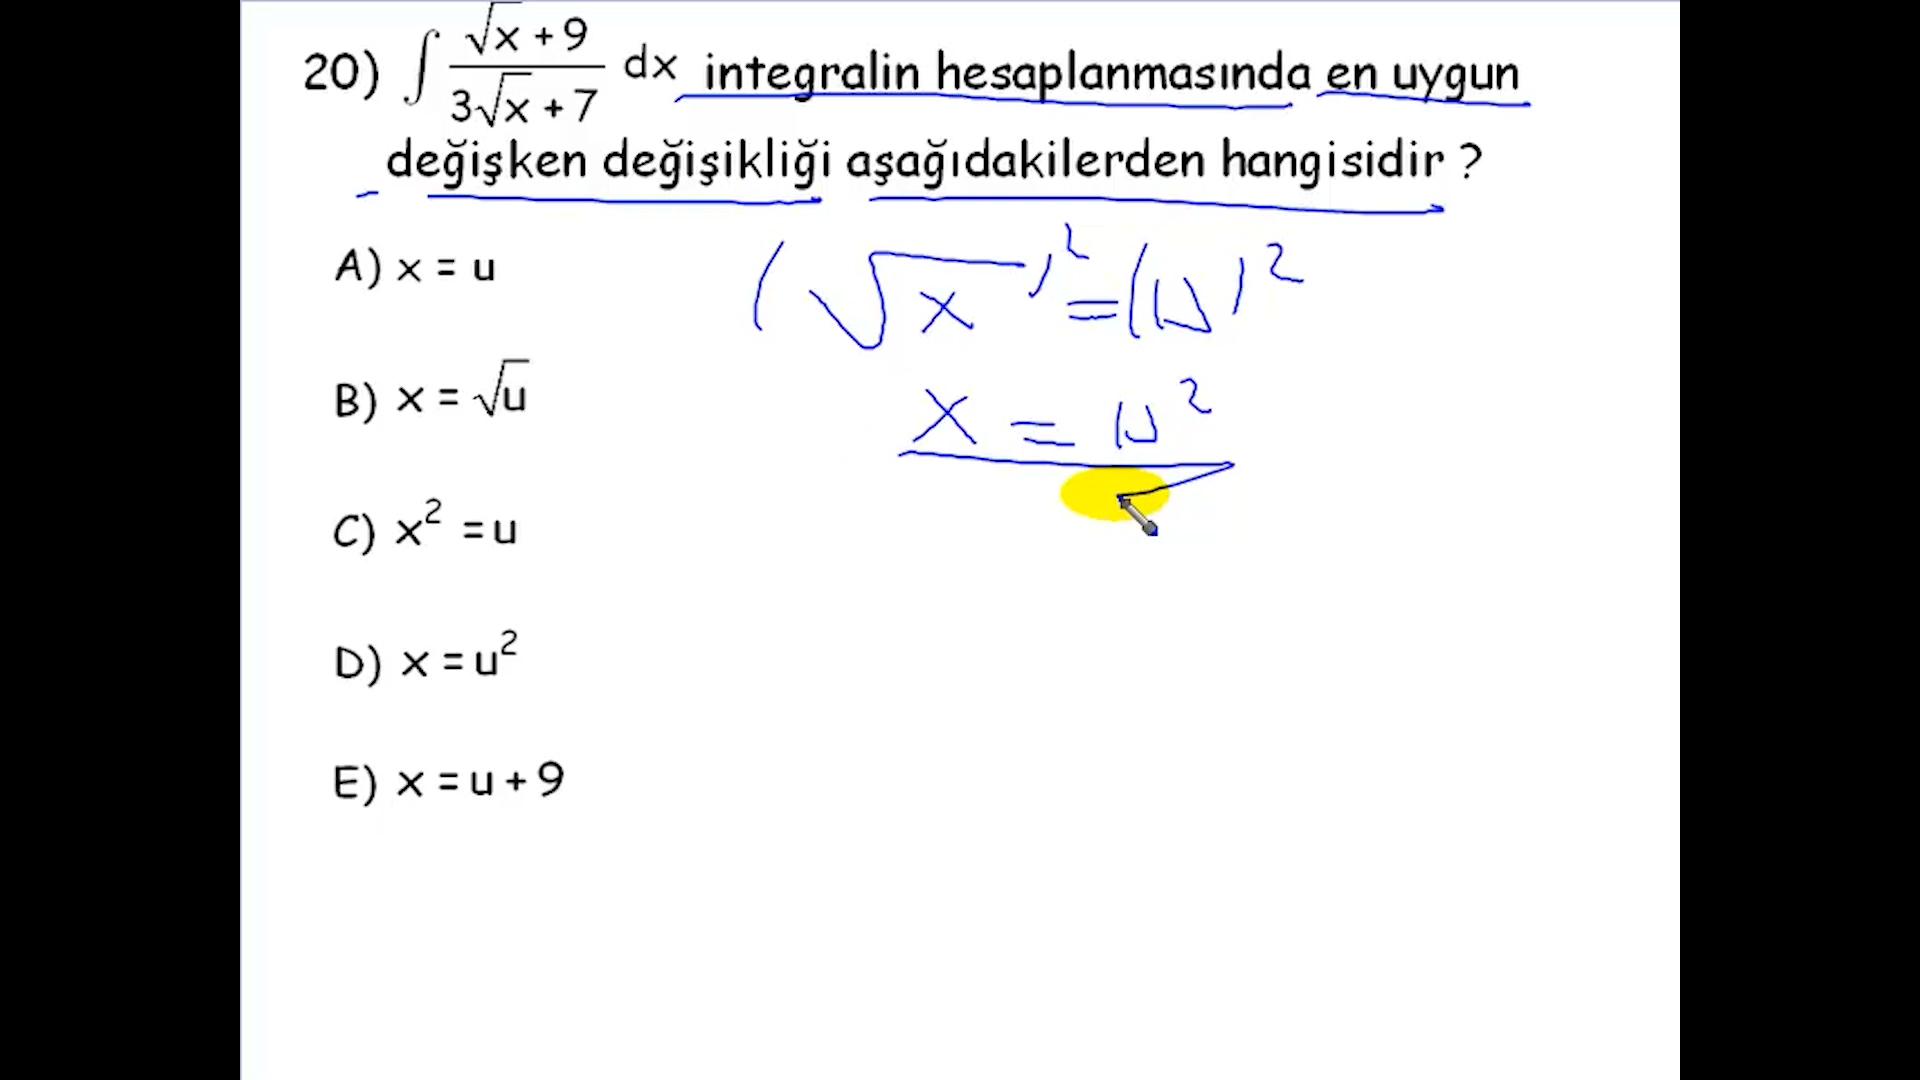 20) ∫ √x + 9 / 3√x + 7 dx integralin hesaplanmasında en uygun
değişken değişikliği aşağıdakilerden hangisidir ?
A) x = u
(√x)² = (u)²
B) x = √u
x = u²
C) x² = u
D) x = u²
E) x = u + 9